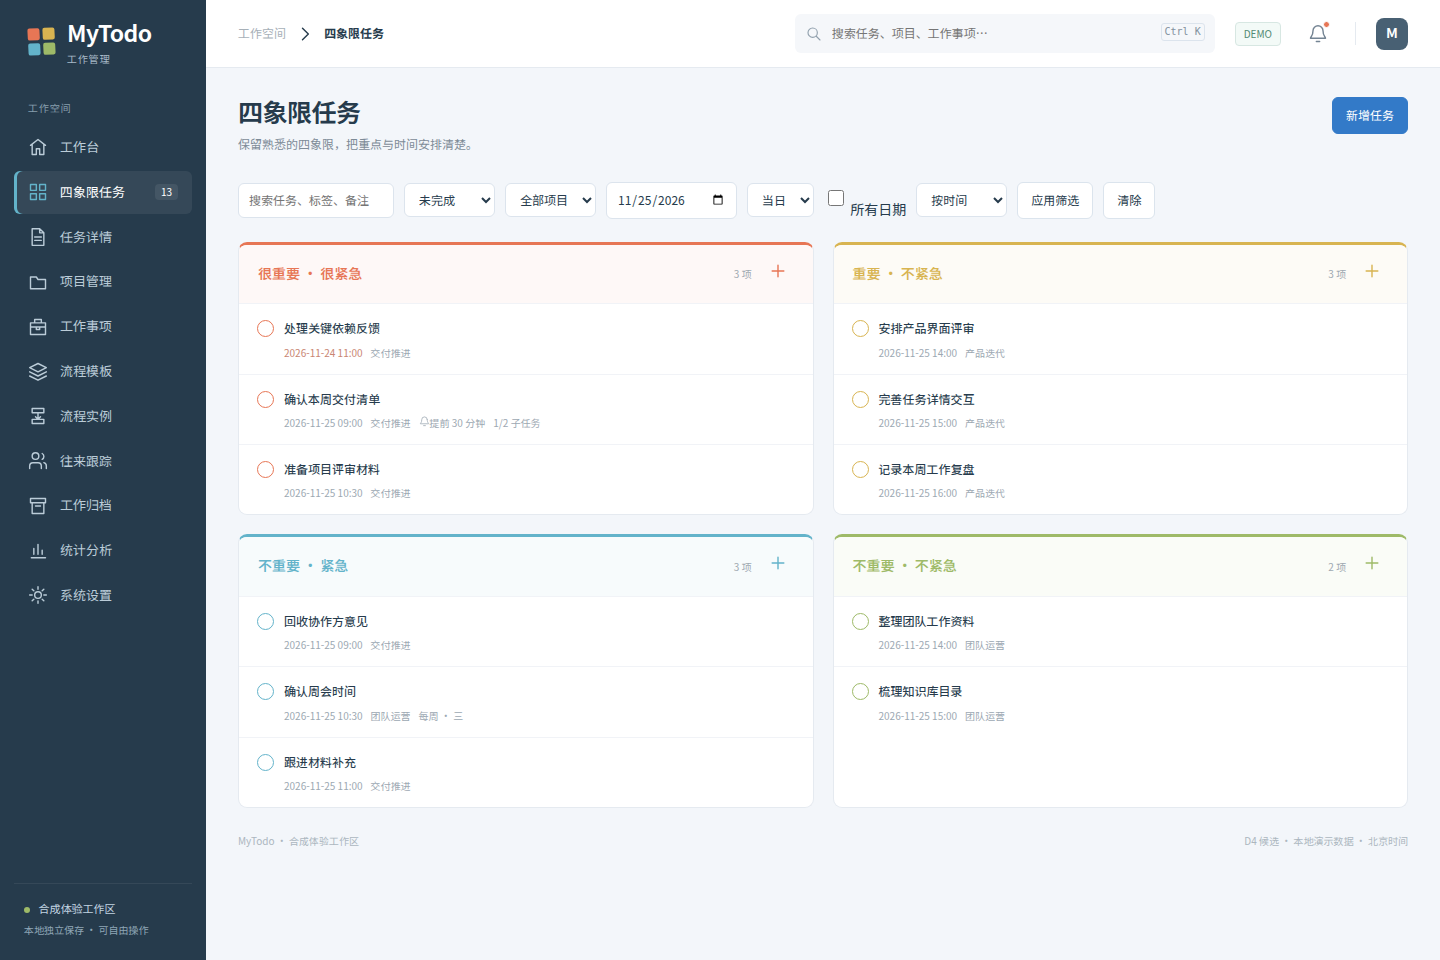 MyTodo
工作管理
工作空间
工作台
四象限任务 13
任务详情
项目管理
工作事项
流程模板
流程实例
往来跟踪
工作归档
统计分析
系统设置
合成体验工作区
本地独立保存 · 可自由操作
工作空间 四象限任务
搜索任务、项目、工作事项… Ctrl K DEMO M
四象限任务
保留熟悉的四象限，把重点与时间安排清楚。
新增任务
搜索任务、标签、备注 未完成 全部项目 11/25/2026 当日 所有日期 按时间 应用筛选 清除
很重要 · 很紧急 3 项
处理关键依赖反馈
2026-11-24 11:00 交付推进
确认本周交付清单
2026-11-25 09:00 交付推进 提前 30 分钟 1/2 子任务
准备项目评审材料
2026-11-25 10:30 交付推进
重要 · 不紧急 3 项
安排产品界面评审
2026-11-25 14:00 产品迭代
完善任务详情交互
2026-11-25 15:00 产品迭代
记录本周工作复盘
2026-11-25 16:00 产品迭代
不重要 · 紧急 3 项
回收协作方意见
2026-11-25 09:00 交付推进
确认周会时间
2026-11-25 10:30 团队运营 每周 · 三
跟进材料补充
2026-11-25 11:00 交付推进
不重要 · 不紧急 2 项
整理团队工作资料
2026-11-25 14:00 团队运营
梳理知识库目录
2026-11-25 15:00 团队运营
MyTodo · 合成体验工作区
D4 候选 · 本地演示数据 · 北京时间